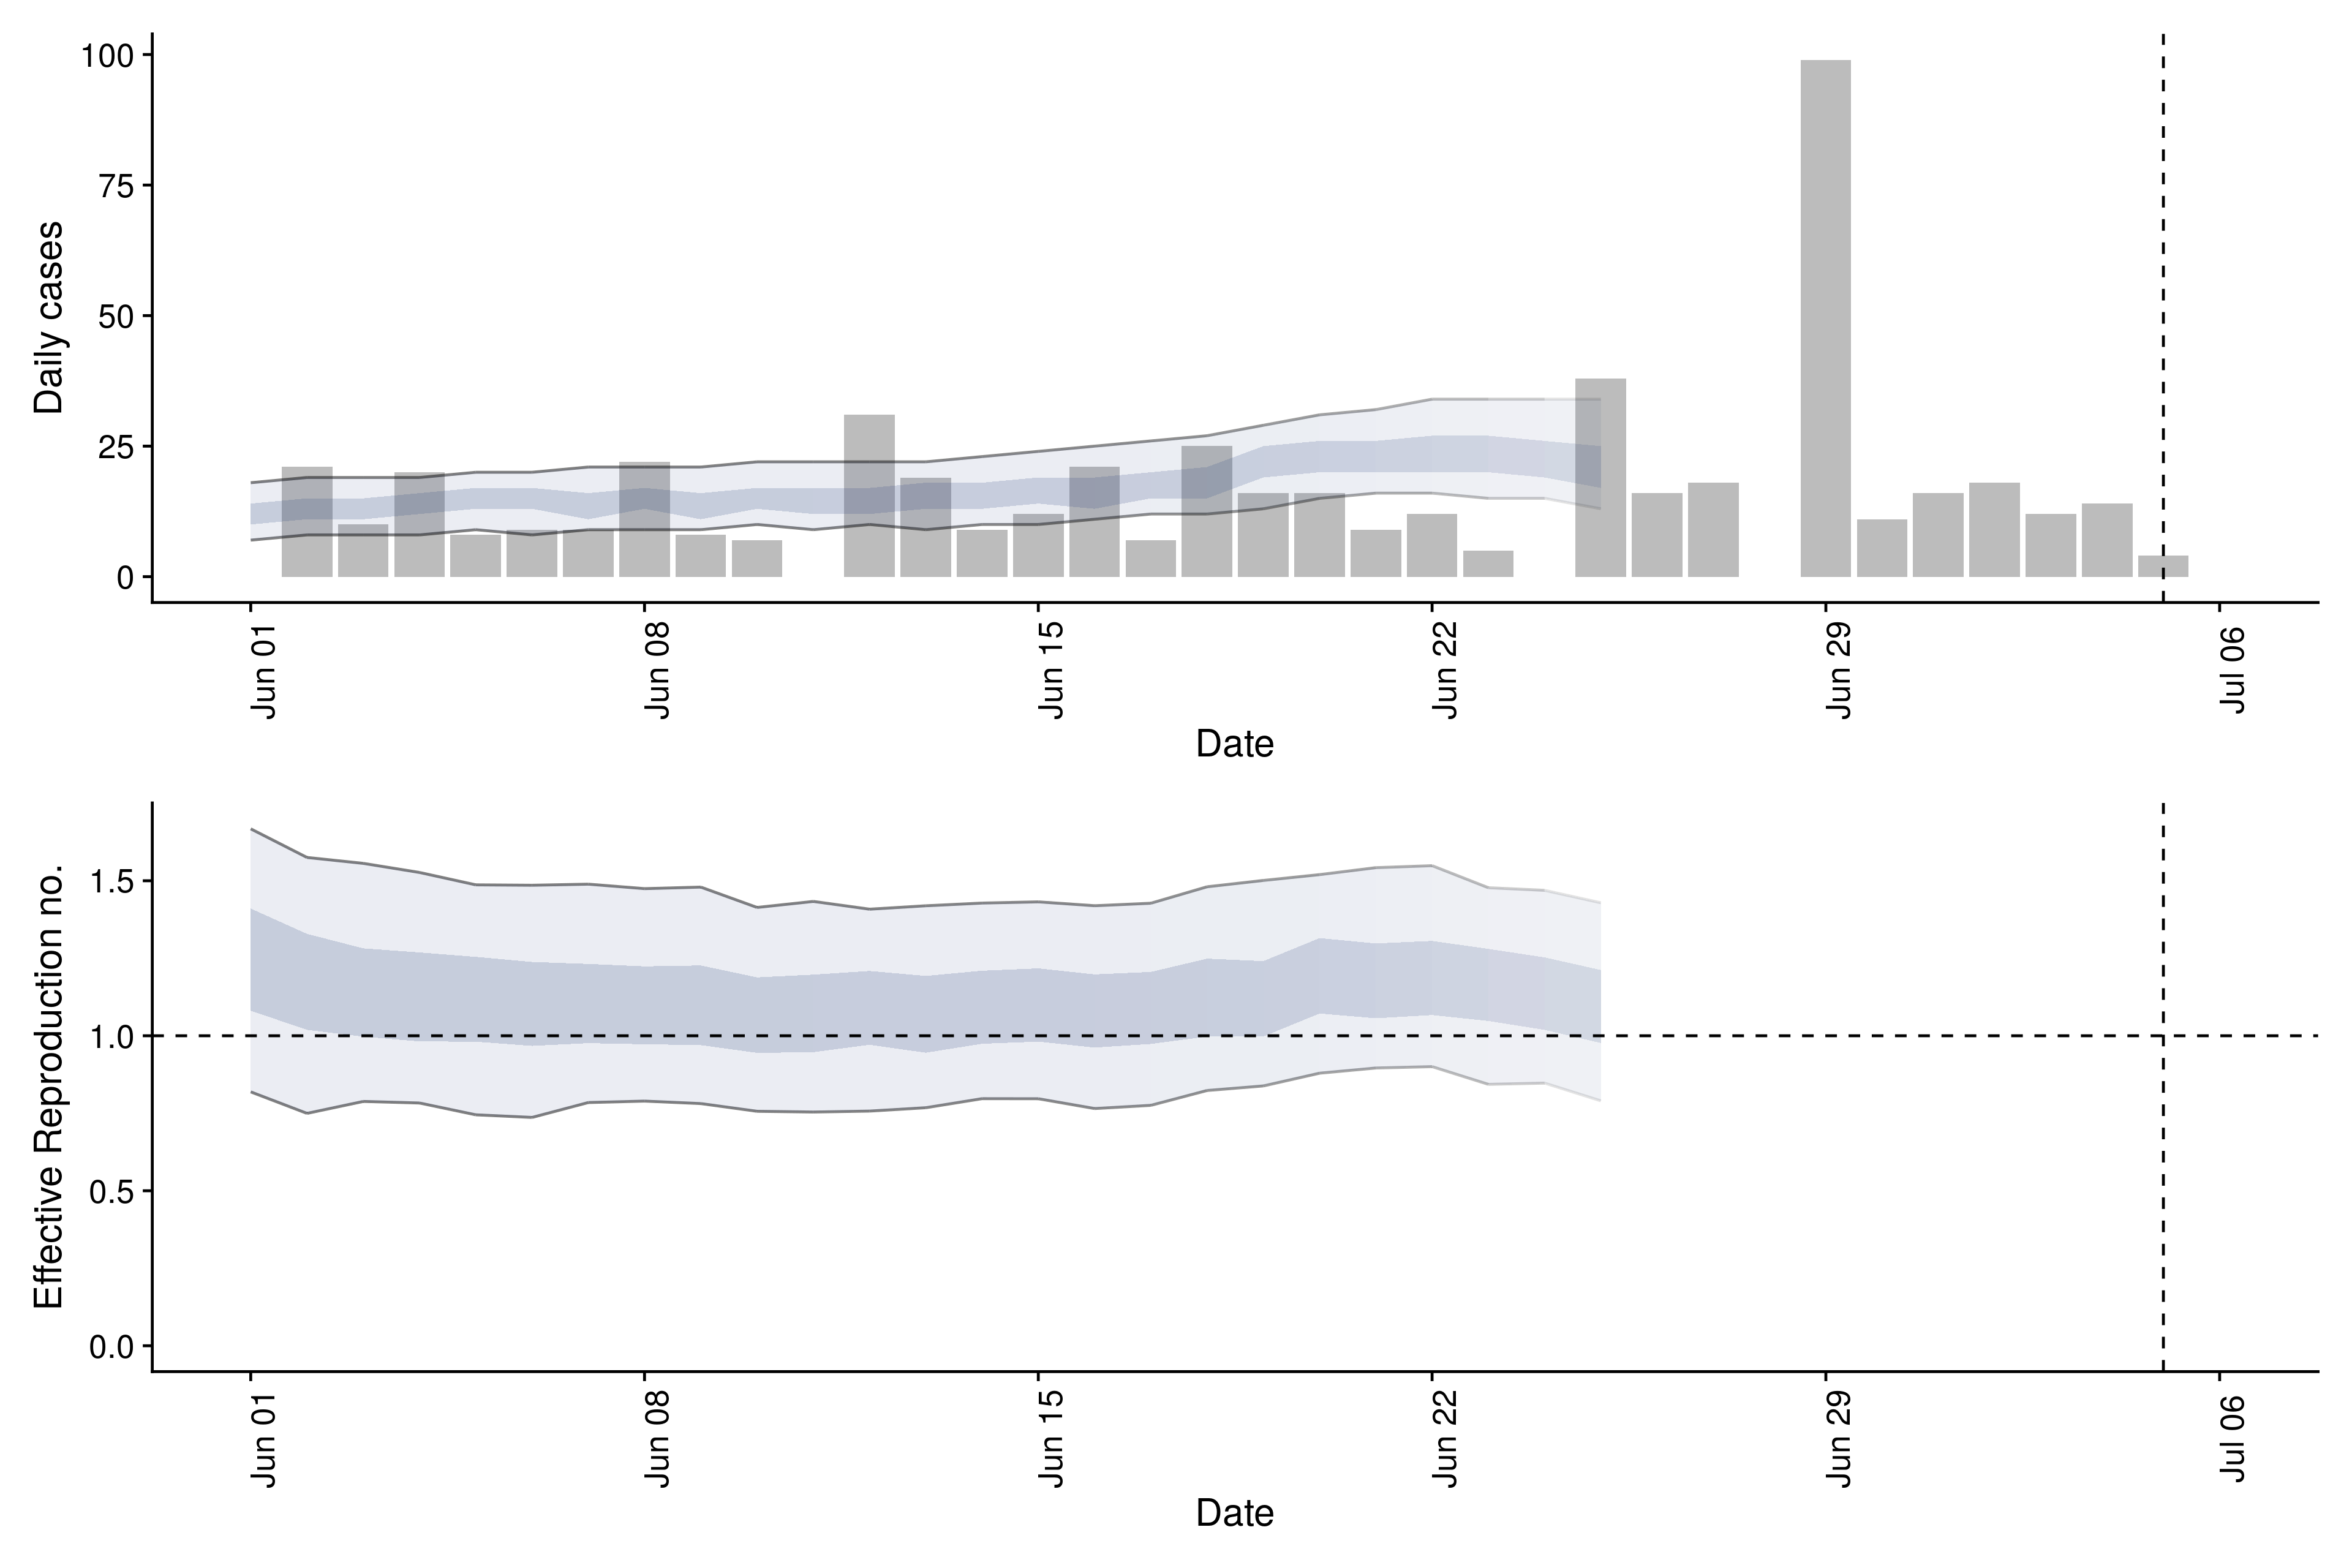 Daily cases
100
75
50
25
0
Jun 01
Jun 08
Jun 15
Jun 22
Jun 29
Jul 06
Date
Effective Reproduction no.
1.5
1.0
0.5
0.0
Jun 01
Jun 08
Jun 15
Jun 22
Jun 29
Jul 06
Date